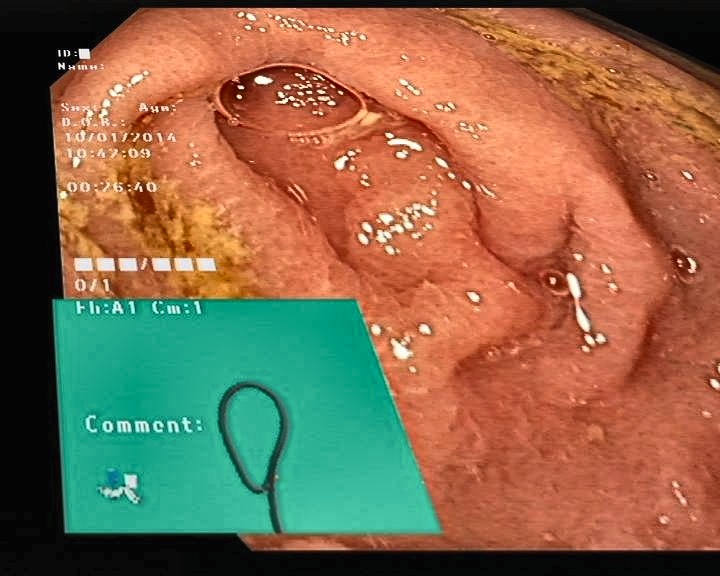 ID:
Name:
Sex: Age:
D.O.B.:
10/01/2014
10:47:09
00:26:40
/
0/1
Eh:A1 Cm:1
Comment: